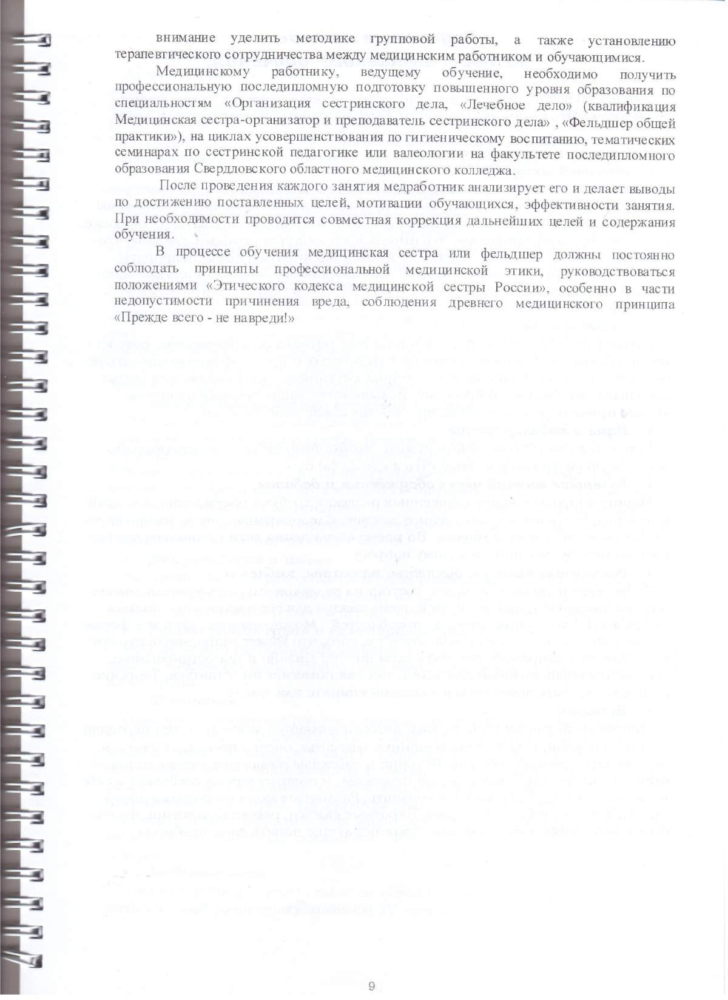 внимание уделить методике групповой работы, а также установлению
терапевтического сотрудничества между медицинским работником и обучающимися.
Медицинскому работнику, ведущему обучение, необходимо получить
профессиональную последипломную подготовку повышенного уровня образования по
специальностям «Организация сестринского дела, «Лечебное дело» (квалификация
Медицинская сестра-организатор и преподаватель сестринского дела» , «Фельдшер общей
практики»), на циклах усовершенствования по гигиеническому воспитанию, тематических
семинарах по сестринской педагогике или валеологии на факультете последипломного
образования Свердловского областного медицинского колледжа.
После проведения каждого занятия медработник анализирует его и делает выводы
по достижению поставленных целей, мотивации обучающихся, эффективности занятия.
При необходимости проводится совместная коррекция дальнейших целей и содержания
обучения.
В процессе обучения медицинская сестра или фельдшер должны постоянно
соблюдать принципы профессиональной медицинской этики, руководствоваться
положениями «Этического кодекса медицинской сестры России», особенно в части
недопустимости причинения вреда, соблюдения древнего медицинского принципа
«Прежде всего - не навреди!»
9